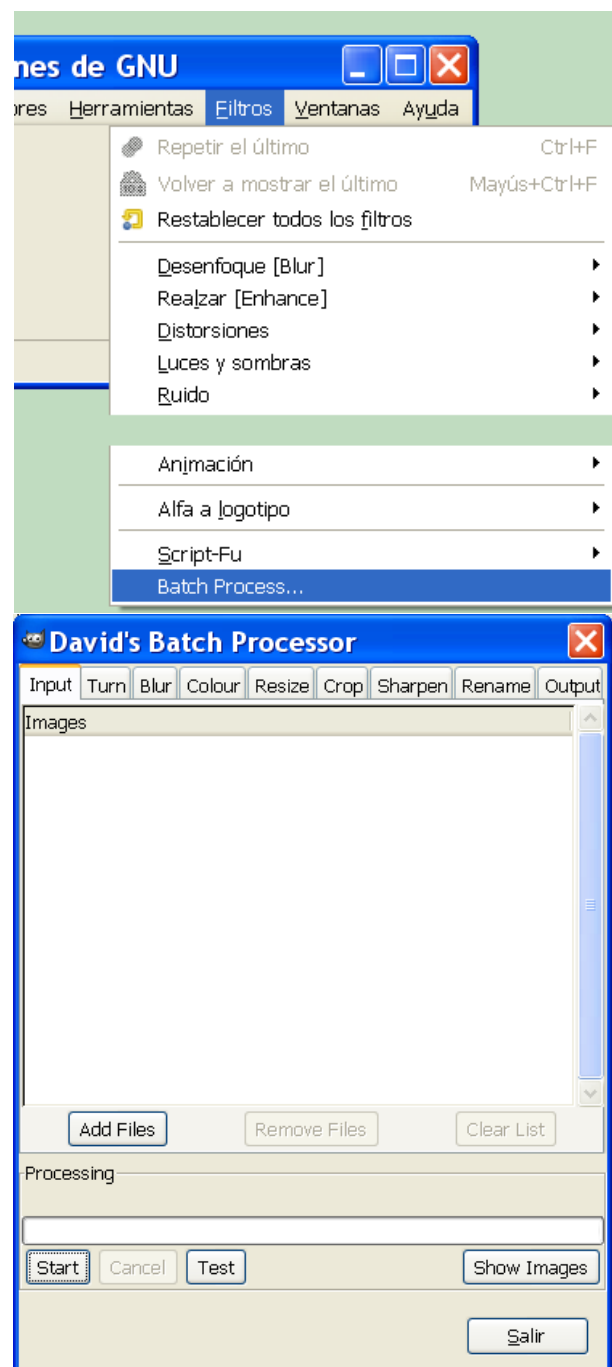 nes de GNU
ores Herramientas Filtros Ventanas Ayuda
Repetir el último Ctrl+F
Volver a mostrar el último Mayús+Ctrl+F
Restablecer todos los filtros
Desenfoque [Blur]
Realzar [Enhance]
Distorsiones
Luces y sombras
Ruido
Animación
Alfa a logotipo
Script-Fu
Batch Process...
David's Batch Processor
Input Turn Blur Colour Resize Crop Sharpen Rename Output
Images
Add Files Remove Files Clear List
Processing
Start Cancel Test Show Images
Salir